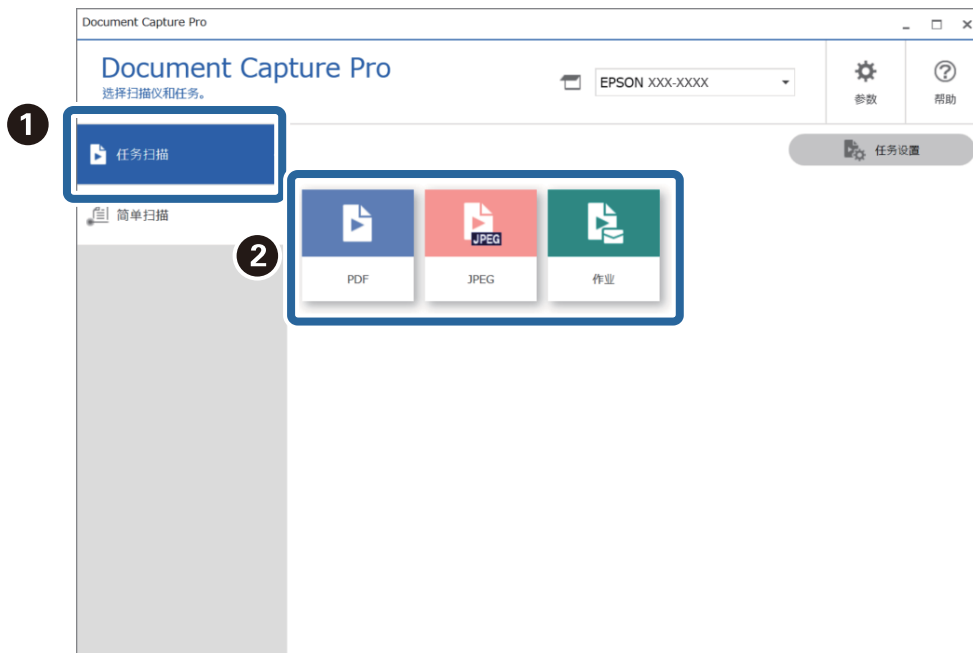 Document Capture Pro
Document Capture Pro
选择扫描仪和任务。
EPSON XXX-XXXX
参数
帮助
1
任务扫描
任务设置
简单扫描
2
JPEG
PDF
JPEG
作业